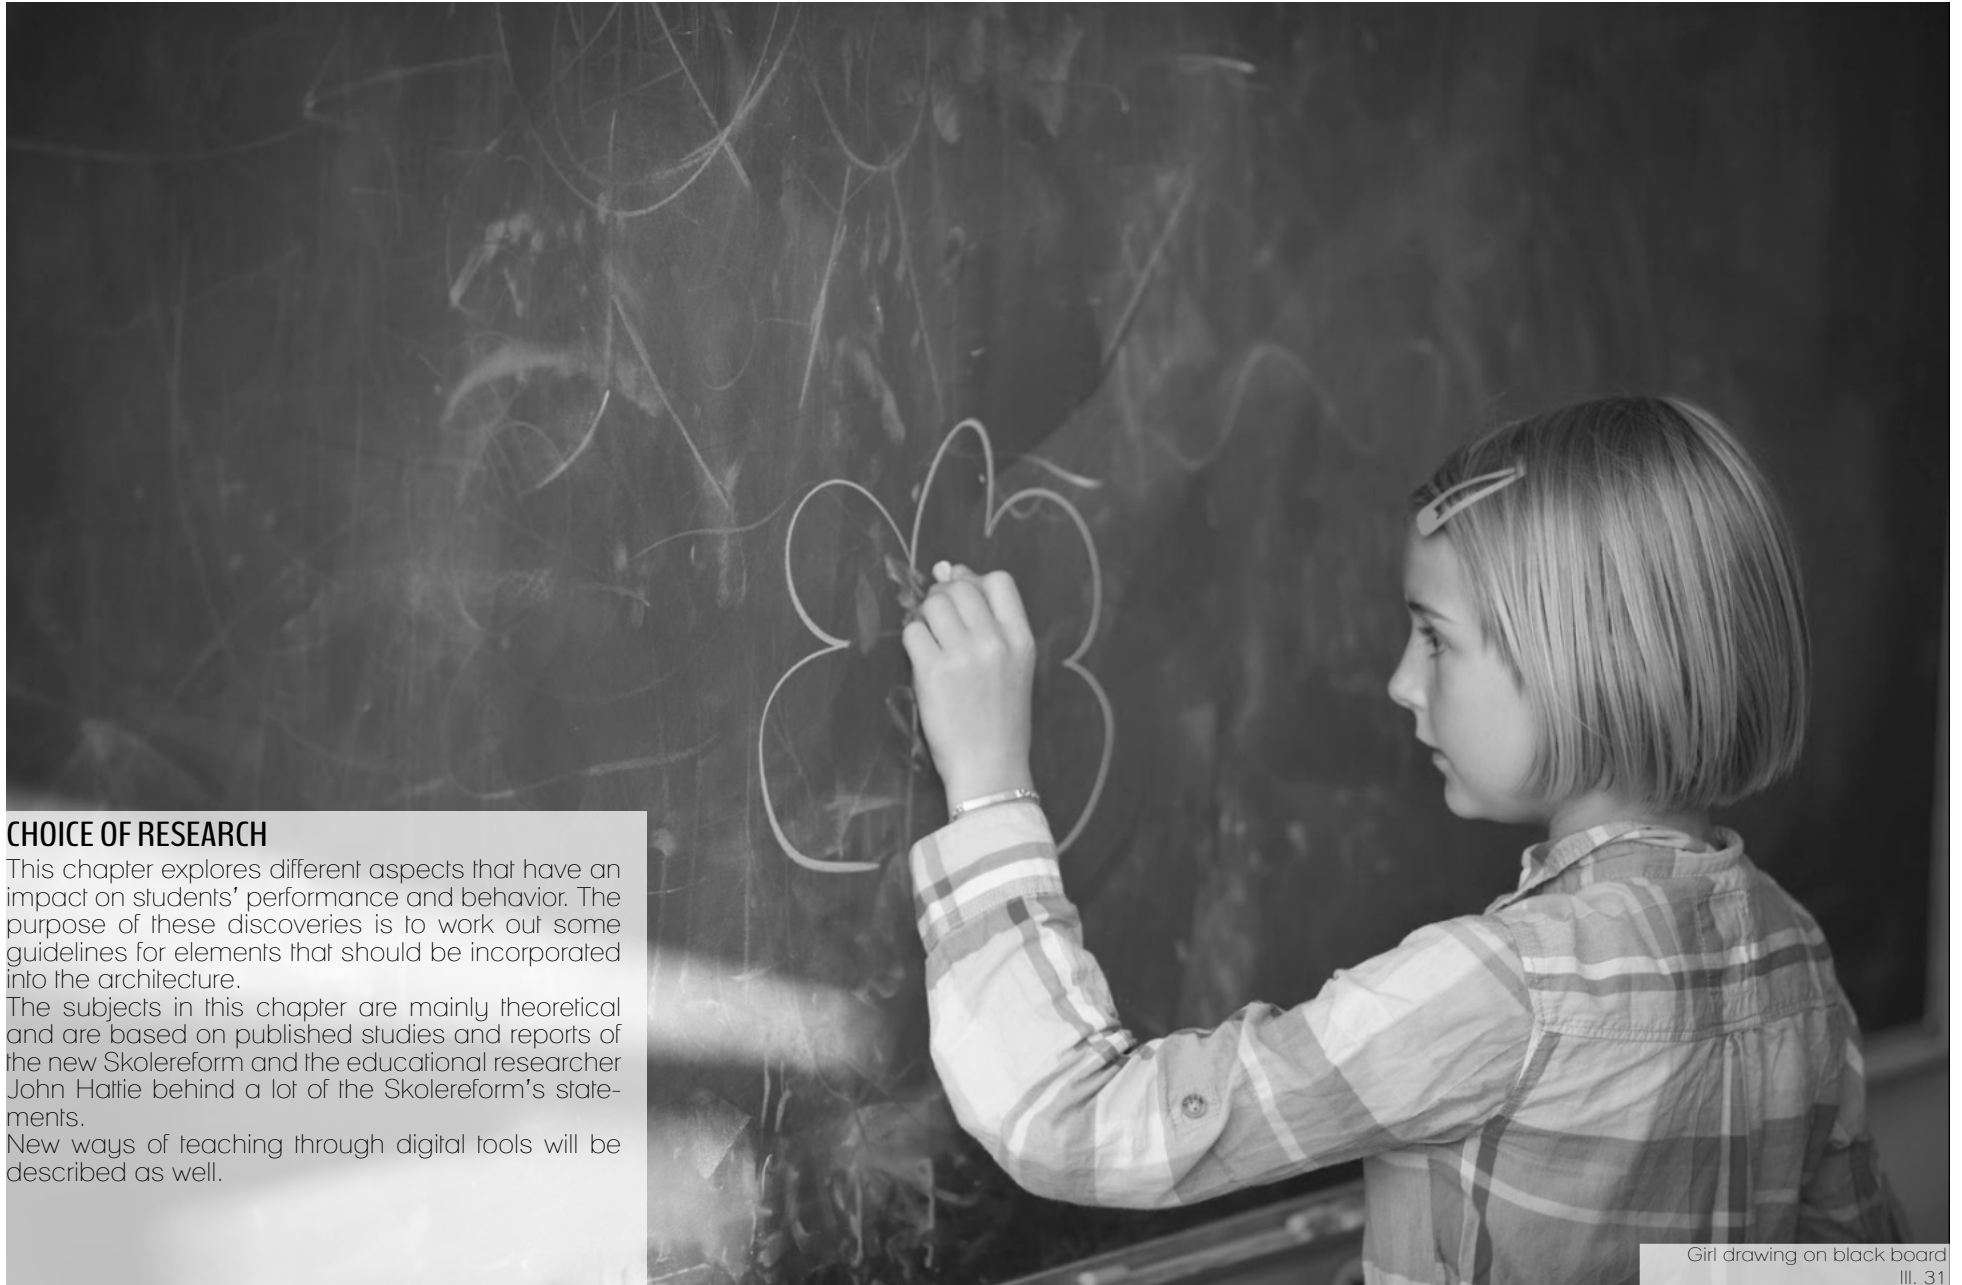 CHOICE OF RESEARCH
This chapter explores different aspects that have an
impact on students' performance and behavior. The
purpose of these discoveries is to work out some
guidelines for elements that should be incorporated
into the architecture.
The subjects in this chapter are mainly theoretical
and are based on published studies and reports of
the new Skolereform and the educational researcher
John Hattie behind a lot of the Skolereform's state-
ments.
New ways of teaching through digital tools will be
described as well.
Girl drawing on black board
Ill. 31